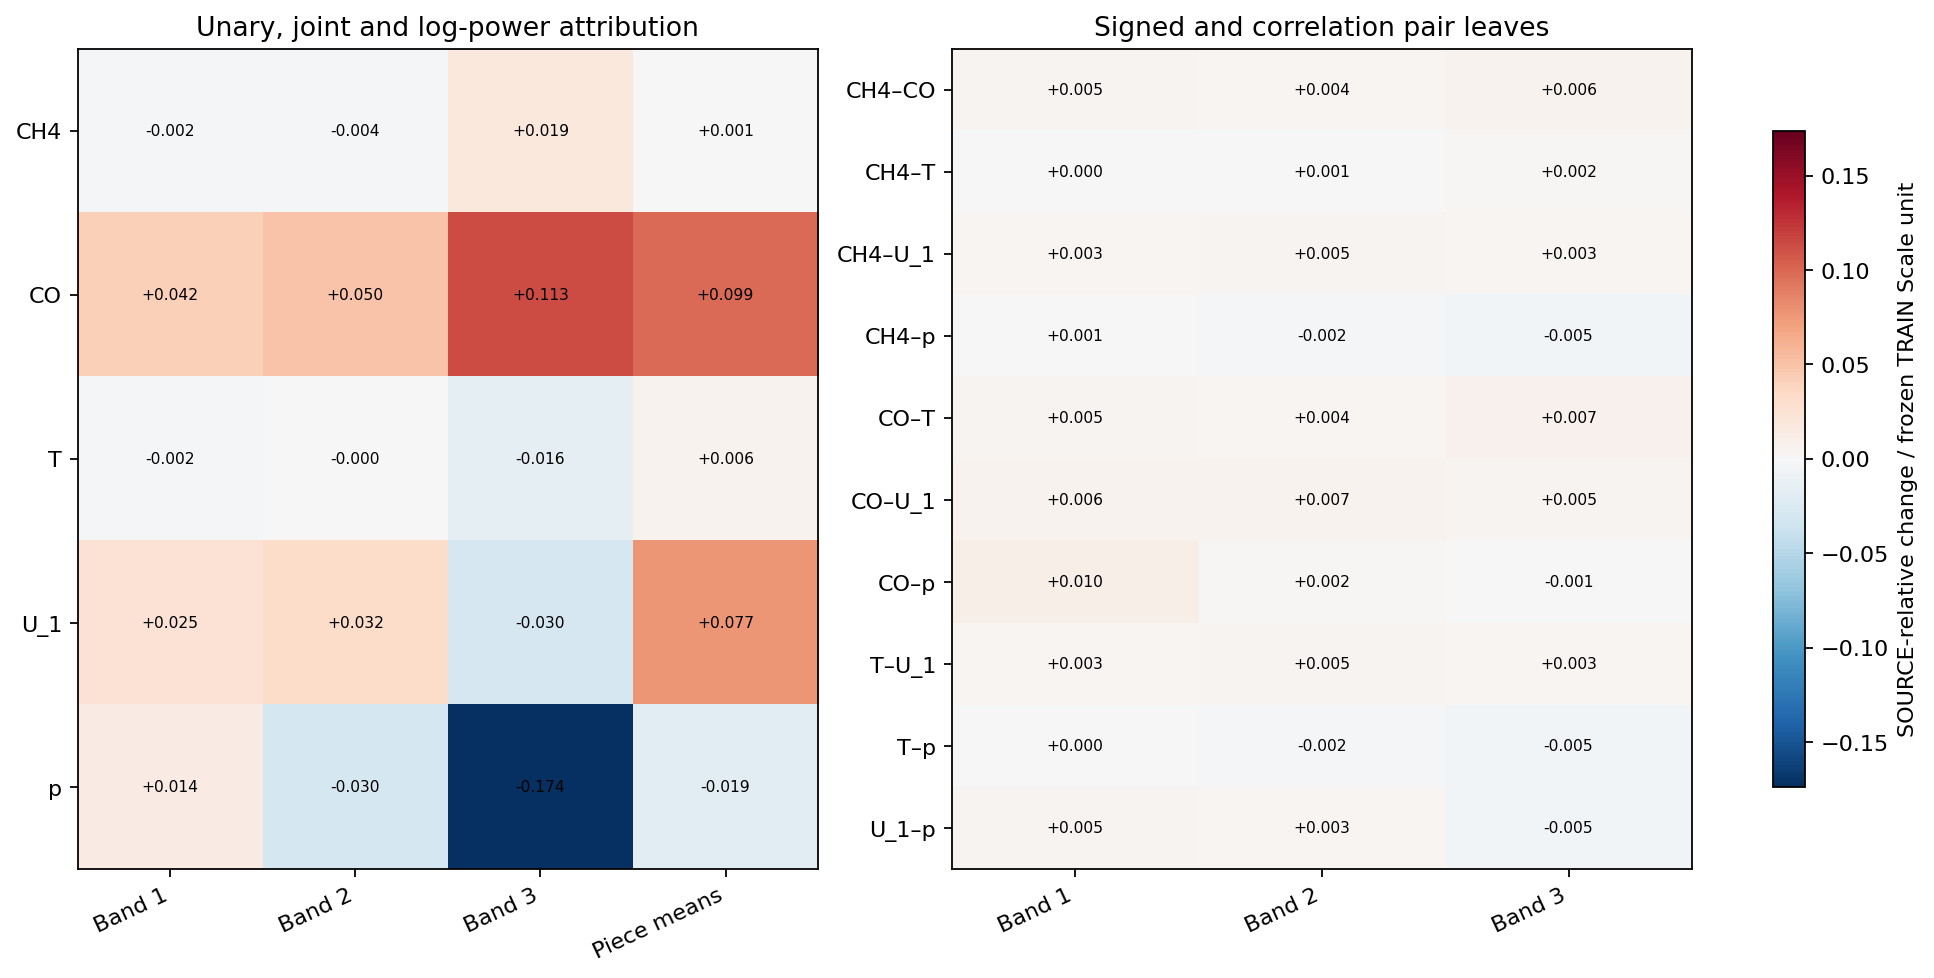 Unary, joint and log-power attribution
CH4
-0.002 -0.004 +0.019 +0.001
CO
+0.042 +0.050 +0.113 +0.099
T
-0.002 -0.000 -0.016 +0.006
U_1
+0.025 +0.032 -0.030 +0.077
p
+0.014 -0.030 -0.174 -0.019
Band 1 Band 2 Band 3 Piece means
Signed and correlation pair leaves
CH4–CO +0.005 +0.004 +0.006
CH4–T +0.000 +0.001 +0.002
CH4–U_1 +0.003 +0.005 +0.003
CH4–p +0.001 -0.002 -0.005
CO–T +0.005 +0.004 +0.007
CO–U_1 +0.006 +0.007 +0.005
CO–p +0.010 +0.002 -0.001
T–U_1 +0.003 +0.005 +0.003
T–p +0.000 -0.002 -0.005
U_1–p +0.005 +0.003 -0.005
Band 1 Band 2 Band 3
0.15
0.10
0.05
0.00
−0.05
−0.10
−0.15
SOURCE-relative change / frozen TRAIN Scale unit